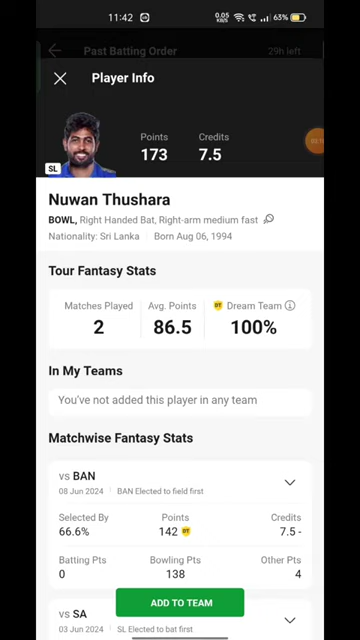 11:42
0.05 KB/S
63%
Past Batting Order
29h left
Player Info
Points
Credits
173
7.5
SL
Nuwan Thushara
BOWL, Right Handed Bat, Right-arm medium fast
Nationality: Sri Lanka | Born Aug 06, 1994
Tour Fantasy Stats
Matches Played
Avg. Points
DT Dream Team
2
86.5
100%
In My Teams
You've not added this player in any team
Matchwise Fantasy Stats
vs BAN
08 Jun 2024 | BAN Elected to field first
Selected By
Points
Credits
66.6%
142 DT
7.5 -
Batting Pts
Bowling Pts
Other Pts
0
138
4
ADD TO TEAM
vs SA
03 Jun 2024 | SL Elected to bat first